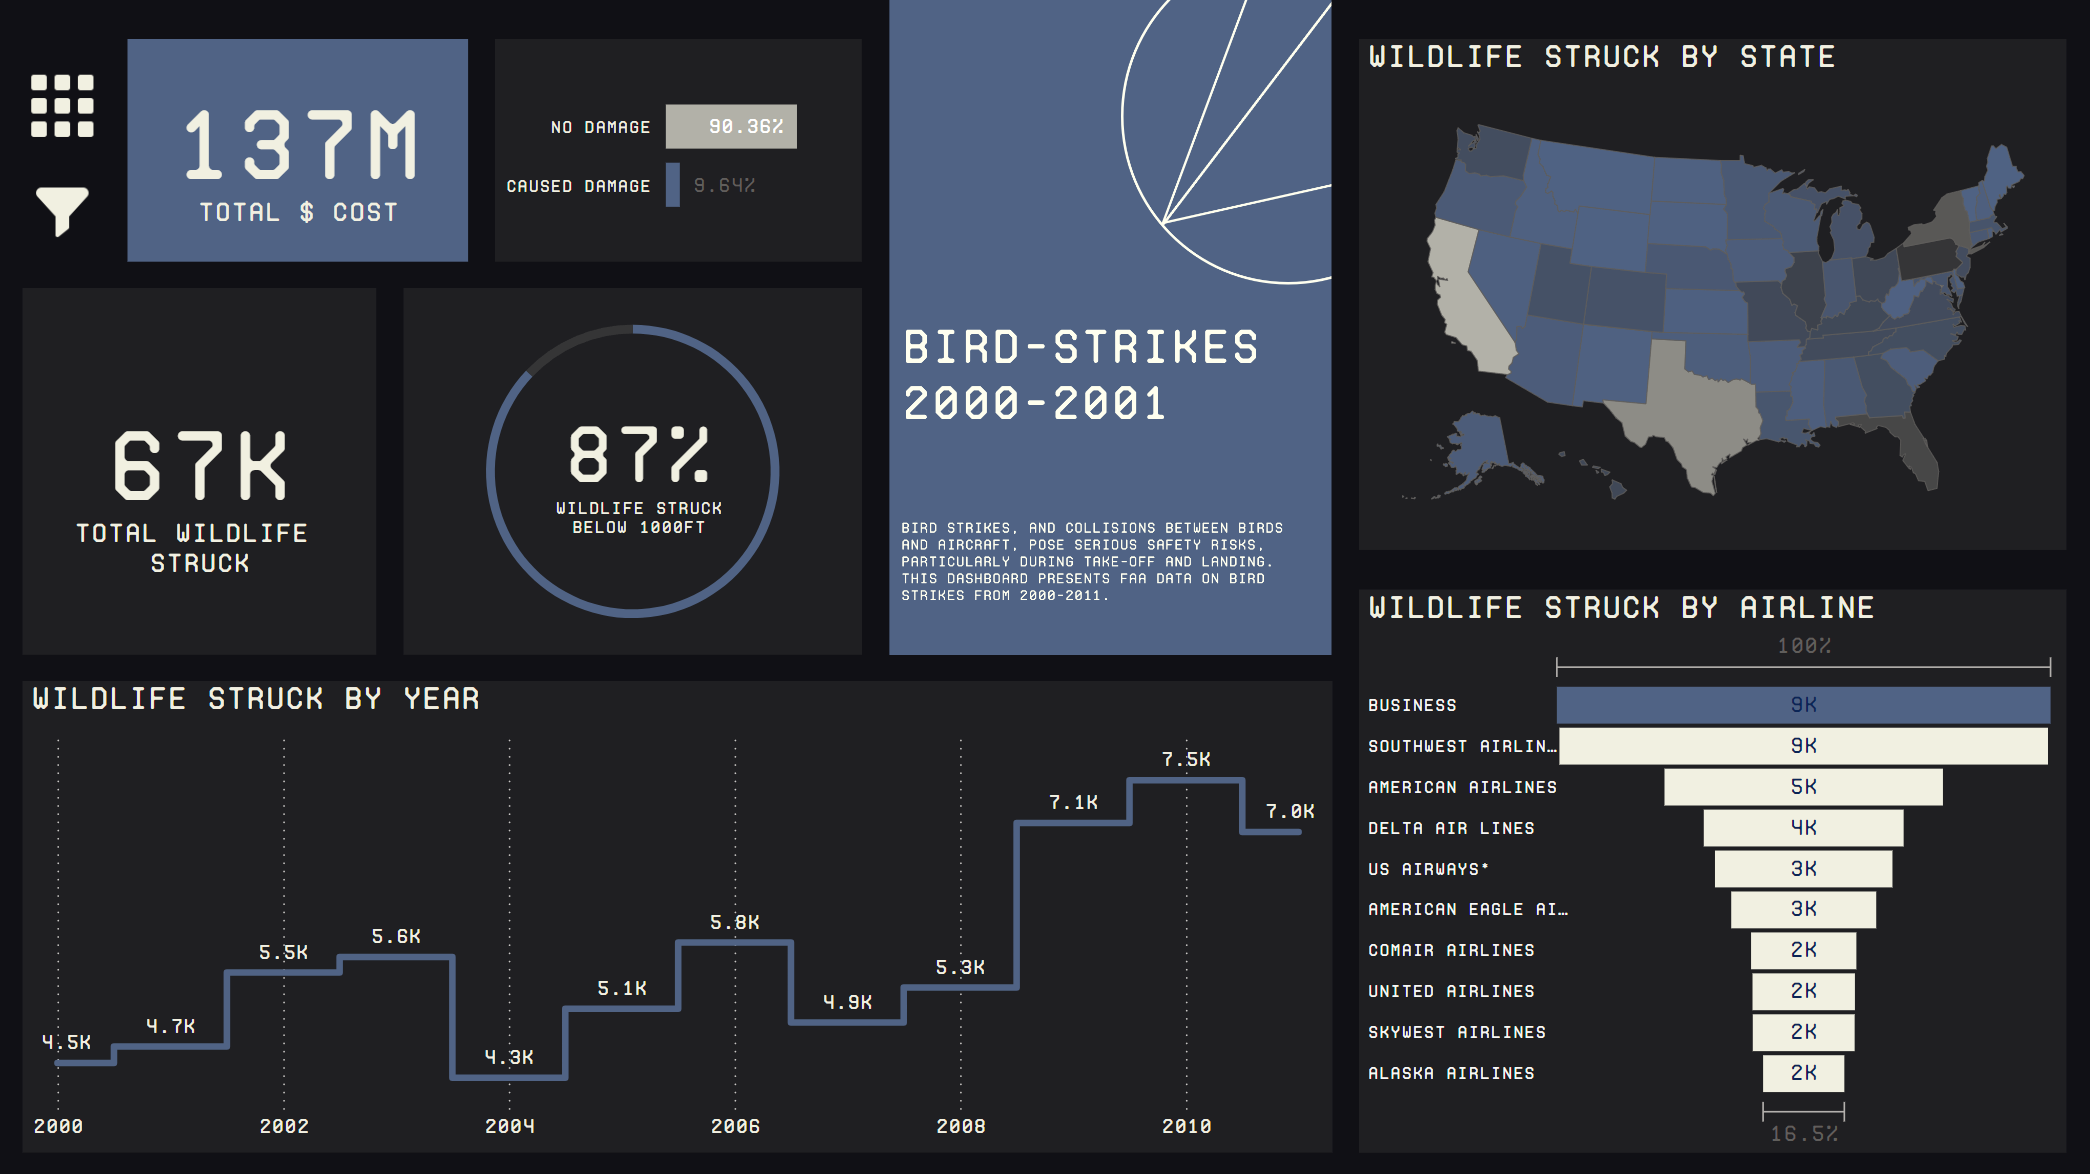 137M
TOTAL $ COST
NO DAMAGE 90.36%
CAUSED DAMAGE 9.64%
67K
TOTAL WILDLIFE
STRUCK
87%
WILDLIFE STRUCK
BELOW 1000FT
BIRD-STRIKES
2000-2001
BIRD STRIKES, AND COLLISIONS BETWEEN BIRDS
AND AIRCRAFT, POSE SERIOUS SAFETY RISKS,
PARTICULARLY DURING TAKE-OFF AND LANDING.
THIS DASHBOARD PRESENTS FAA DATA ON BIRD
STRIKES FROM 2000-2011.
WILDLIFE STRUCK BY STATE
WILDLIFE STRUCK BY YEAR
4.5K
4.7K
5.5K
5.6K
4.3K
5.1K
5.8K
4.9K
5.3K
7.1K
7.5K
7.0K
2000 2002 2004 2006 2008 2010
WILDLIFE STRUCK BY AIRLINE
100%
BUSINESS 9K
SOUTHWEST AIRLIN… 9K
AMERICAN AIRLINES 5K
DELTA AIR LINES 4K
US AIRWAYS* 3K
AMERICAN EAGLE AI… 3K
COMAIR AIRLINES 2K
UNITED AIRLINES 2K
SKYWEST AIRLINES 2K
ALASKA AIRLINES 2K
16.5%